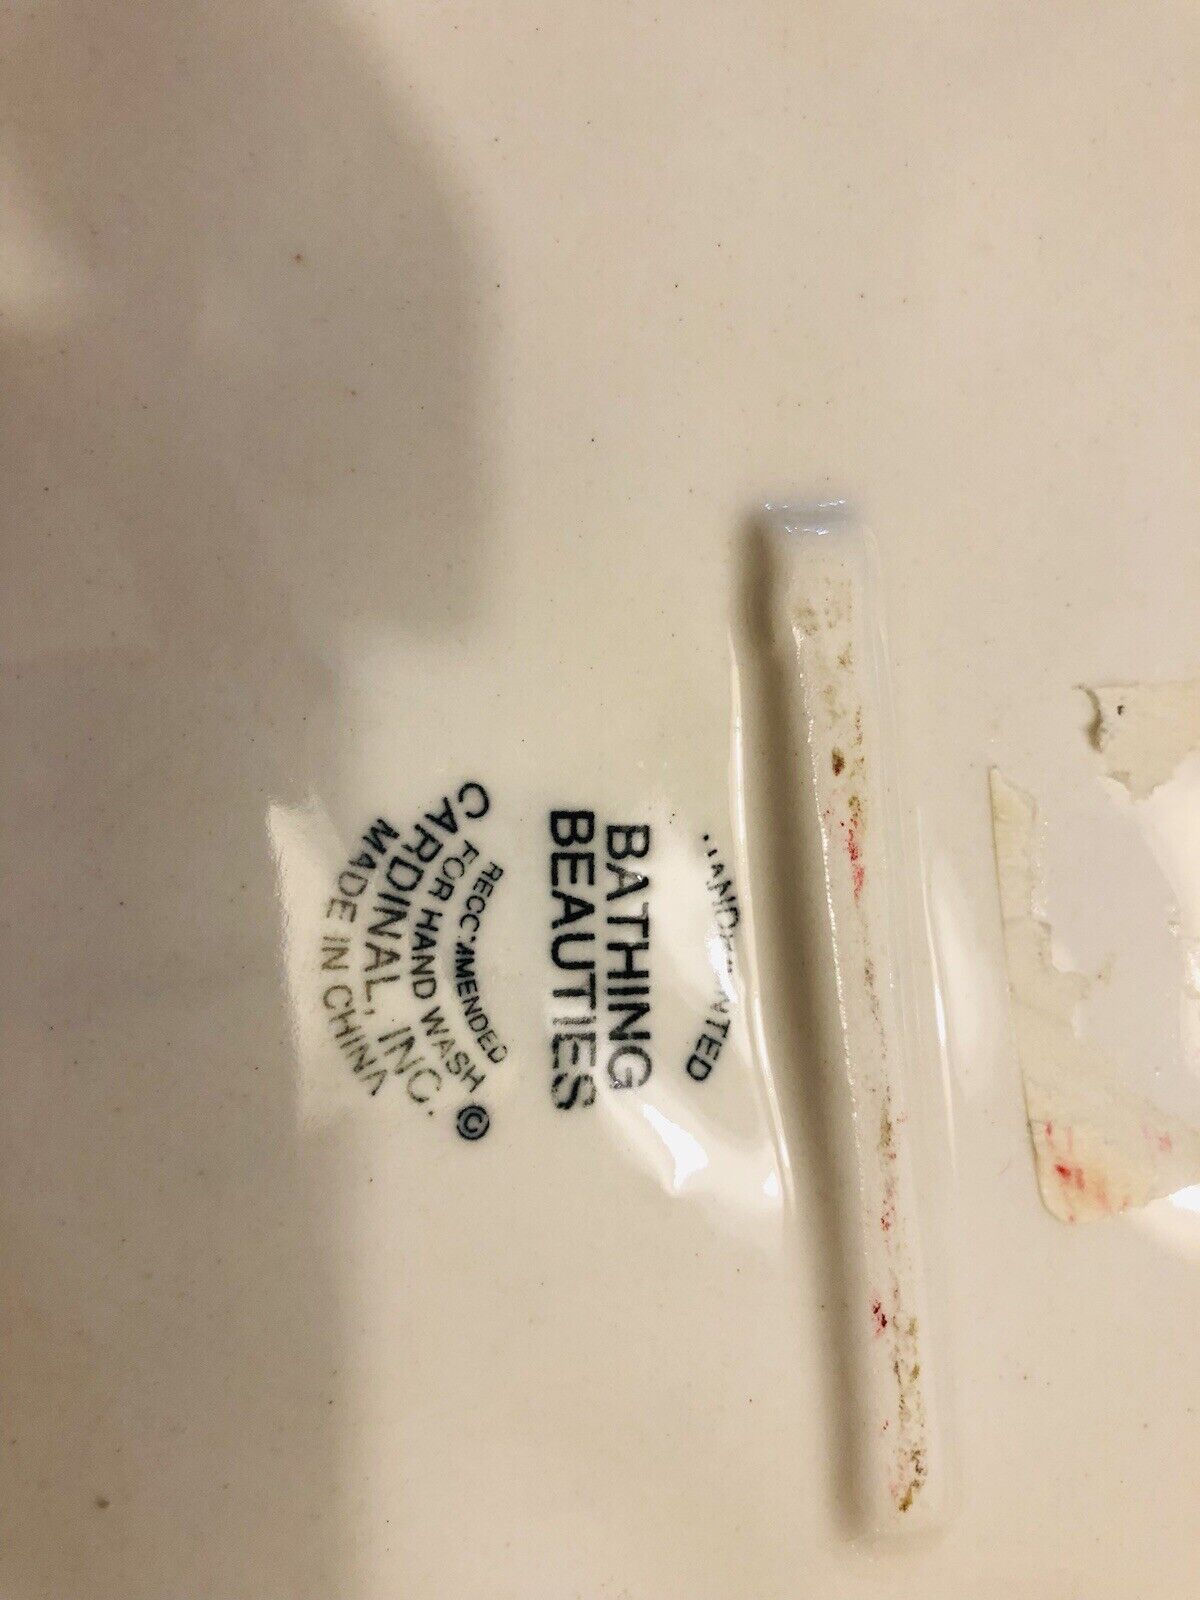 BATHING
BEAUTIES
RECOMMENDED
FOR HAND WASH
CARDINAL, INC. ©
MADE IN CHINA